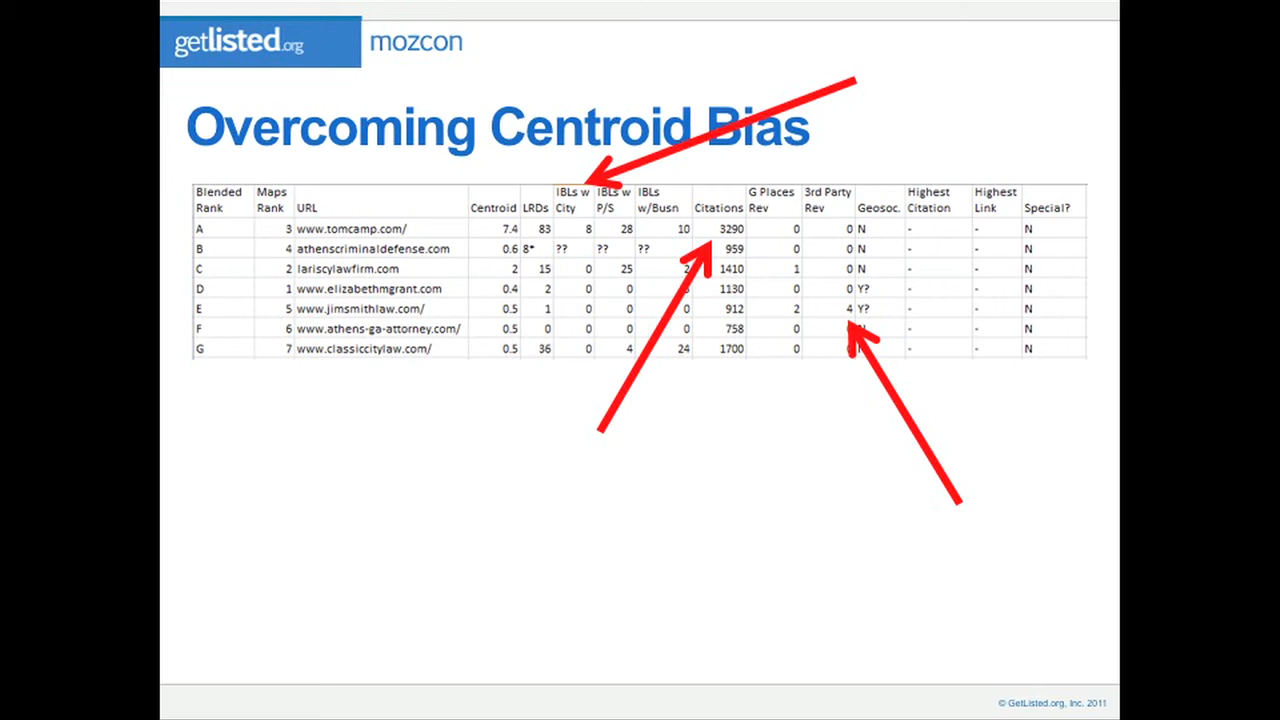 getlisted.org mozcon
Overcoming Centroid Bias
Blended Rank Maps Rank URL Centroid LRDs IBLs w City IBLs w P/S IBLs w/Busn Citations G Places Rev 3rd Party Rev Geosoc. Highest Citation Highest Link Special?
A 3 www.tomcamp.com/ 7.4 83 8 28 10 3290 0 0 N - - N
B 4 athenscriminaldefense.com 0.6 8* ?? ?? ?? 959 0 0 N - - N
C 2 lariscylawfirm.com 2 15 0 25 2 1410 1 0 N - - N
D 1 www.elizabethmgrant.com 0.4 2 0 0 1130 0 0 Y? - - N
E 5 www.jimsmithlaw.com/ 0.5 1 0 0 0 912 2 4 Y? - - N
F 6 www.athens-ga-attorney.com/ 0.5 0 0 0 0 758 0 N - - N
G 7 www.classiccitylaw.com/ 0.5 36 0 4 24 1700 0 - - N
© GetListed.org, Inc. 2011